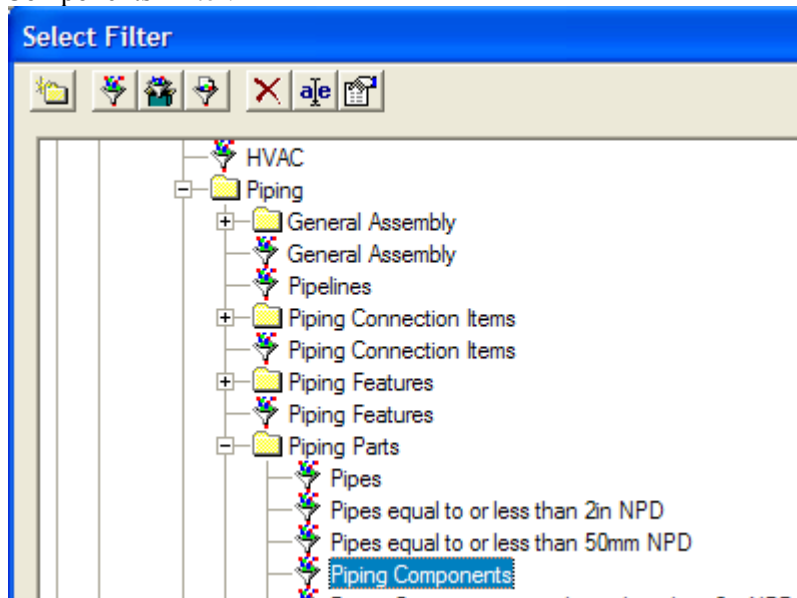 Select Filter
a e
HVAC
Piping
General Assembly
General Assembly
Pipelines
Piping Connection Items
Piping Connection Items
Piping Features
Piping Features
Piping Parts
Pipes
Pipes equal to or less than 2in NPD
Pipes equal to or less than 50mm NPD
Piping Components